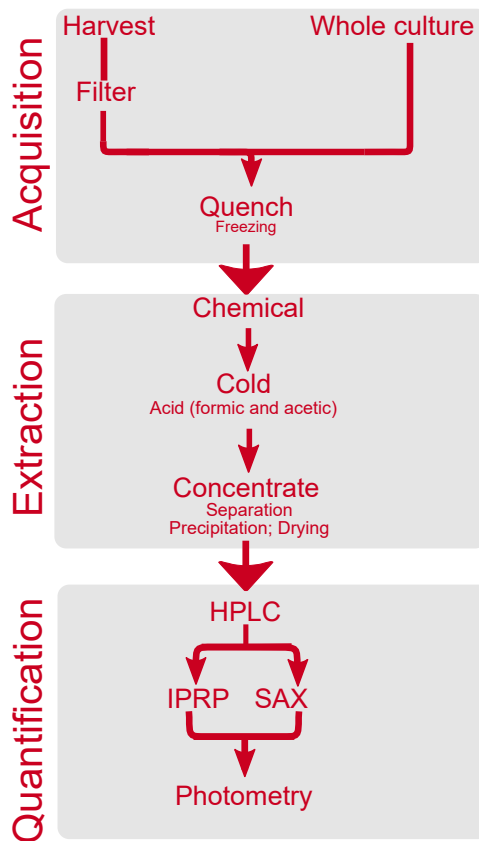 Acquisition
Harvest
Whole culture
Filter
Quench
Freezing
Extraction
Chemical
Cold
Acid (formic and acetic)
Concentrate
Separation
Precipitation; Drying
Quantification
HPLC
IPRP
SAX
Photometry